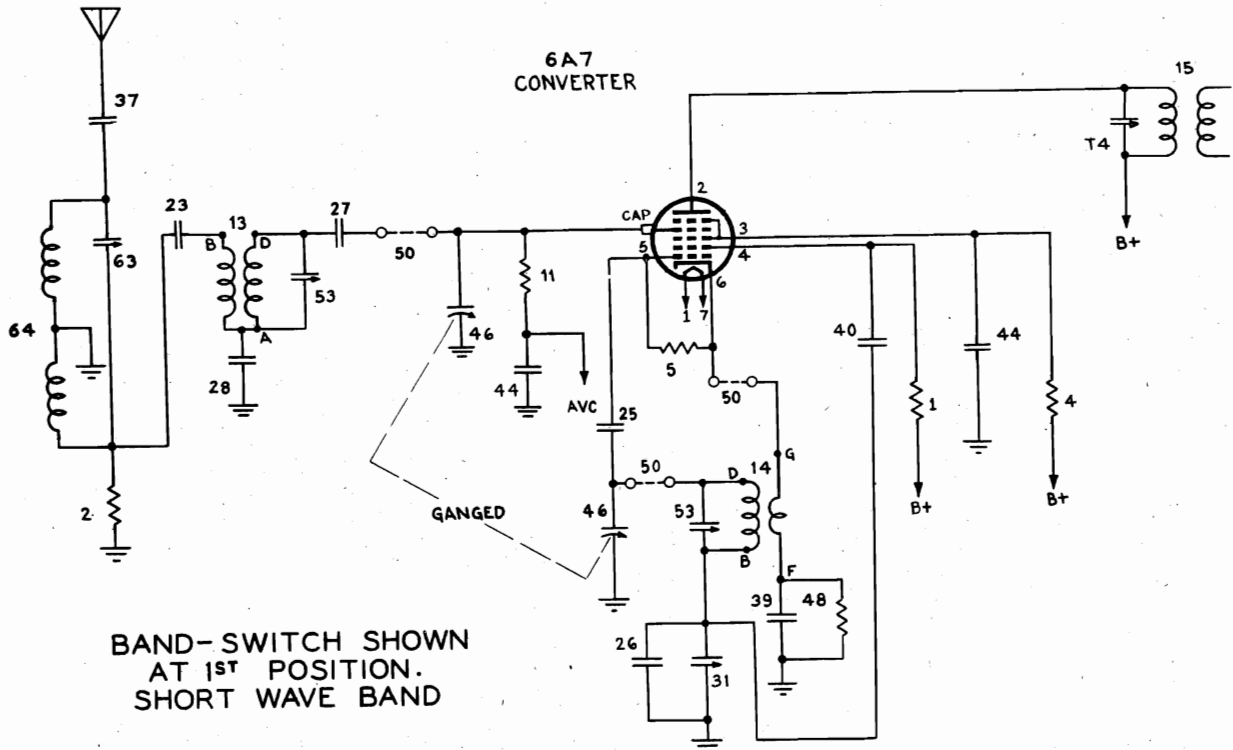 6A7
CONVERTER
15
37
T4
2
CAP
3
5
4
23
B
13
D
27
50
63
53
11
6
1
7
B+
64
A
46
5
40
44
28
44
AVC
50
1
4
25
G
50
D
14
2
GANGED
46
53
B+
B+
B
F
39
48
26
31
BAND-SWITCH SHOWN
AT 1ST POSITION.
SHORT WAVE BAND